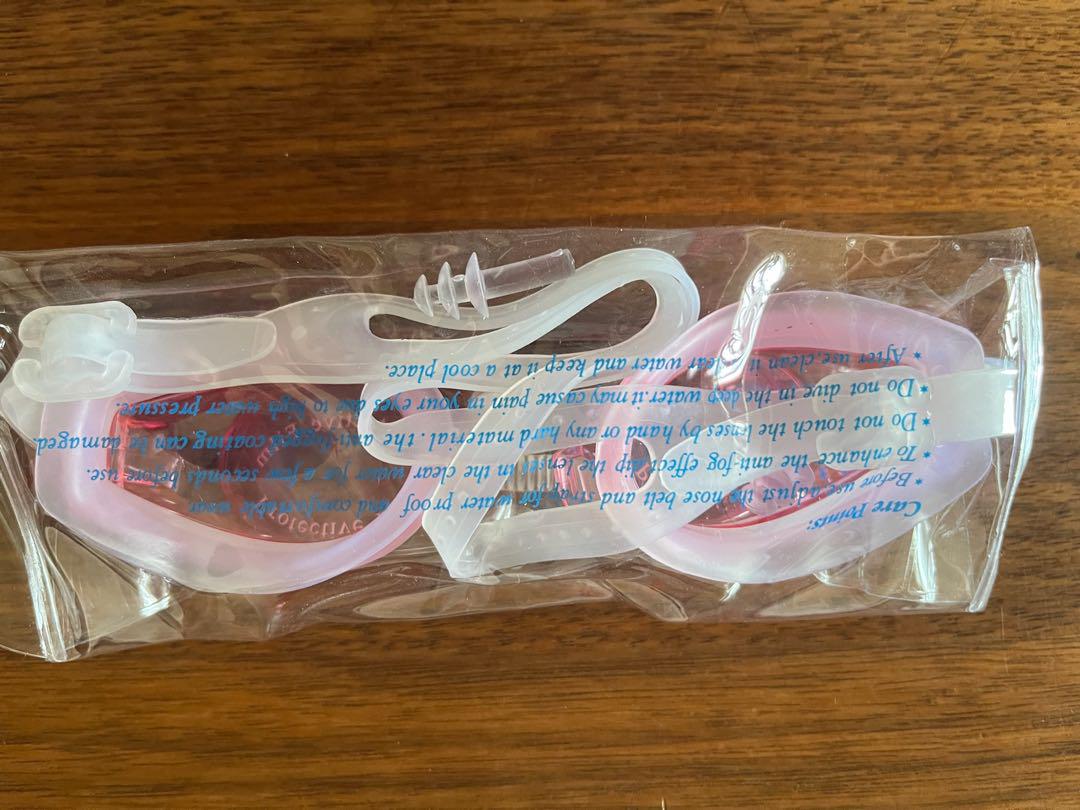 Care Points:
* Before use.adjust the nose belt and strap for water proof and comfortable wear
* To enhance the anti-fog effect.dip the lenses in the clear water for a few seconds before use.
* Do not touch the lenses by hand or any hard material. the anti-fogged coating can be damaged.
* Do not dive in the deep water.it may casue pain in your eyes due to high water pressure.
* After use.clean it clear water and keep it at a cool place.
rotective